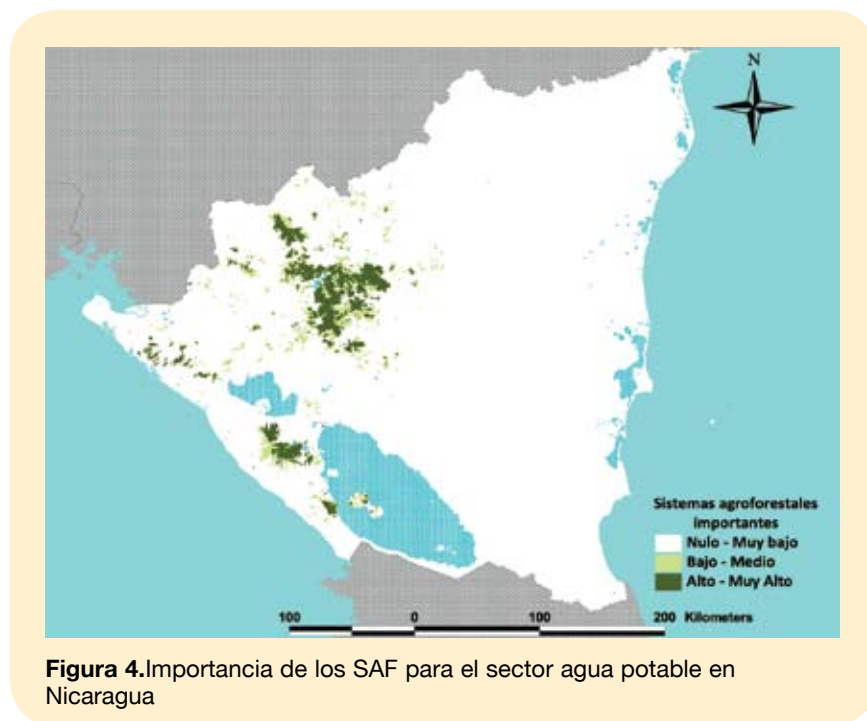 N
Sistemas agroforestales
importantes
Nulo - Muy bajo
Bajo - Medio
Alto - Muy Alto
100 0 100 200 Kilometers
Figura 4.Importancia de los SAF para el sector agua potable en
Nicaragua